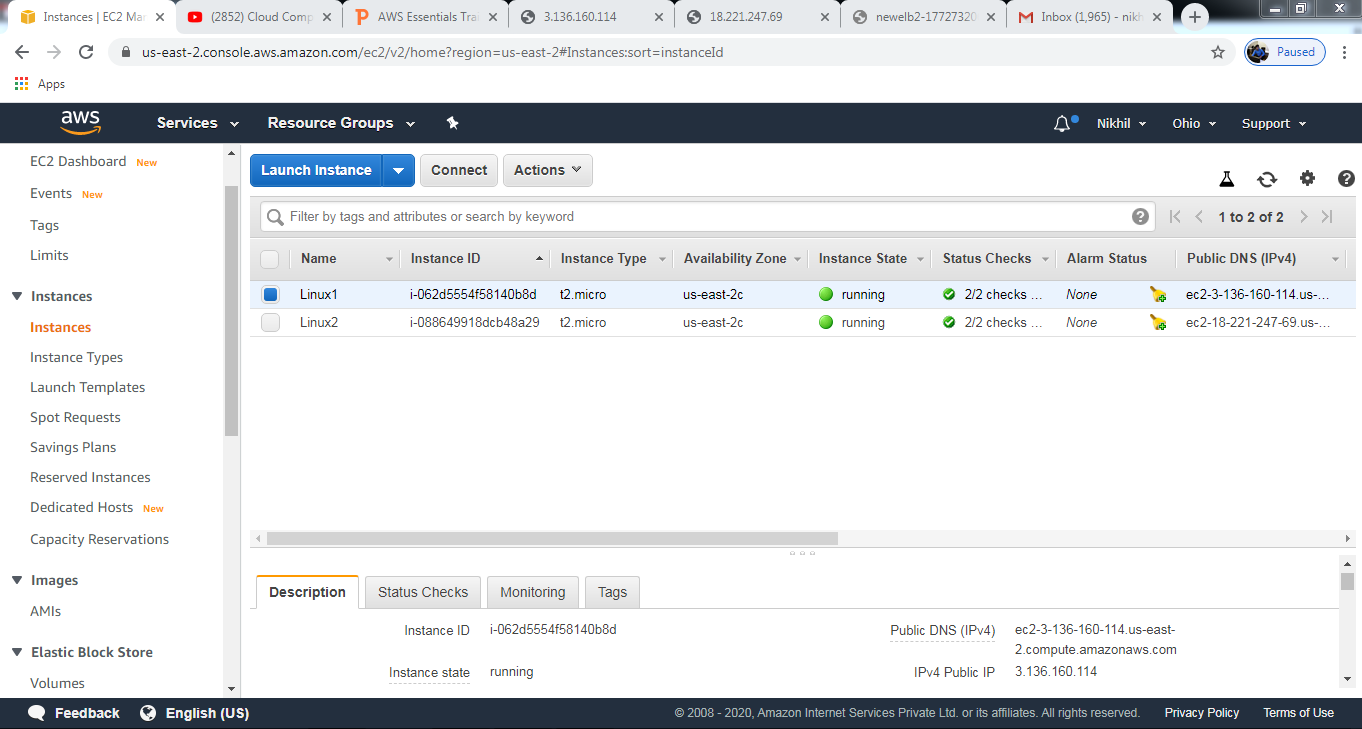 Instances | EC2 Mar
(2852) Cloud Comp
AWS Essentials Trai
3.136.160.114
18.221.247.69
newelb2-17727320
Inbox (1,965) - nikh
us-east-2.console.aws.amazon.com/ec2/v2/home?region=us-east-2#Instances:sort=instanceId
Paused
Apps
aws
Services
Resource Groups
Nikhil
Ohio
Support
EC2 Dashboard New
Events New
Tags
Limits
Instances
Instances
Instance Types
Launch Templates
Spot Requests
Savings Plans
Reserved Instances
Dedicated Hosts New
Capacity Reservations
Images
AMIs
Elastic Block Store
Volumes
Launch Instance
Connect
Actions
Filter by tags and attributes or search by keyword
1 to 2 of 2
Name Instance ID Instance Type Availability Zone Instance State Status Checks Alarm Status Public DNS (IPv4)
Linux1 i-062d5554f58140b8d t2.micro us-east-2c running 2/2 checks ... None ec2-3-136-160-114.us-...
Linux2 i-088649918dcb48a29 t2.micro us-east-2c running 2/2 checks ... None ec2-18-221-247-69.us-...
Description
Status Checks
Monitoring
Tags
Instance ID i-062d5554f58140b8d
Public DNS (IPv4) ec2-3-136-160-114.us-east-
2.compute.amazonaws.com
Instance state running
IPv4 Public IP 3.136.160.114
Feedback
English (US)
© 2008 - 2020, Amazon Internet Services Private Ltd. or its affiliates. All rights reserved.
Privacy Policy
Terms of Use